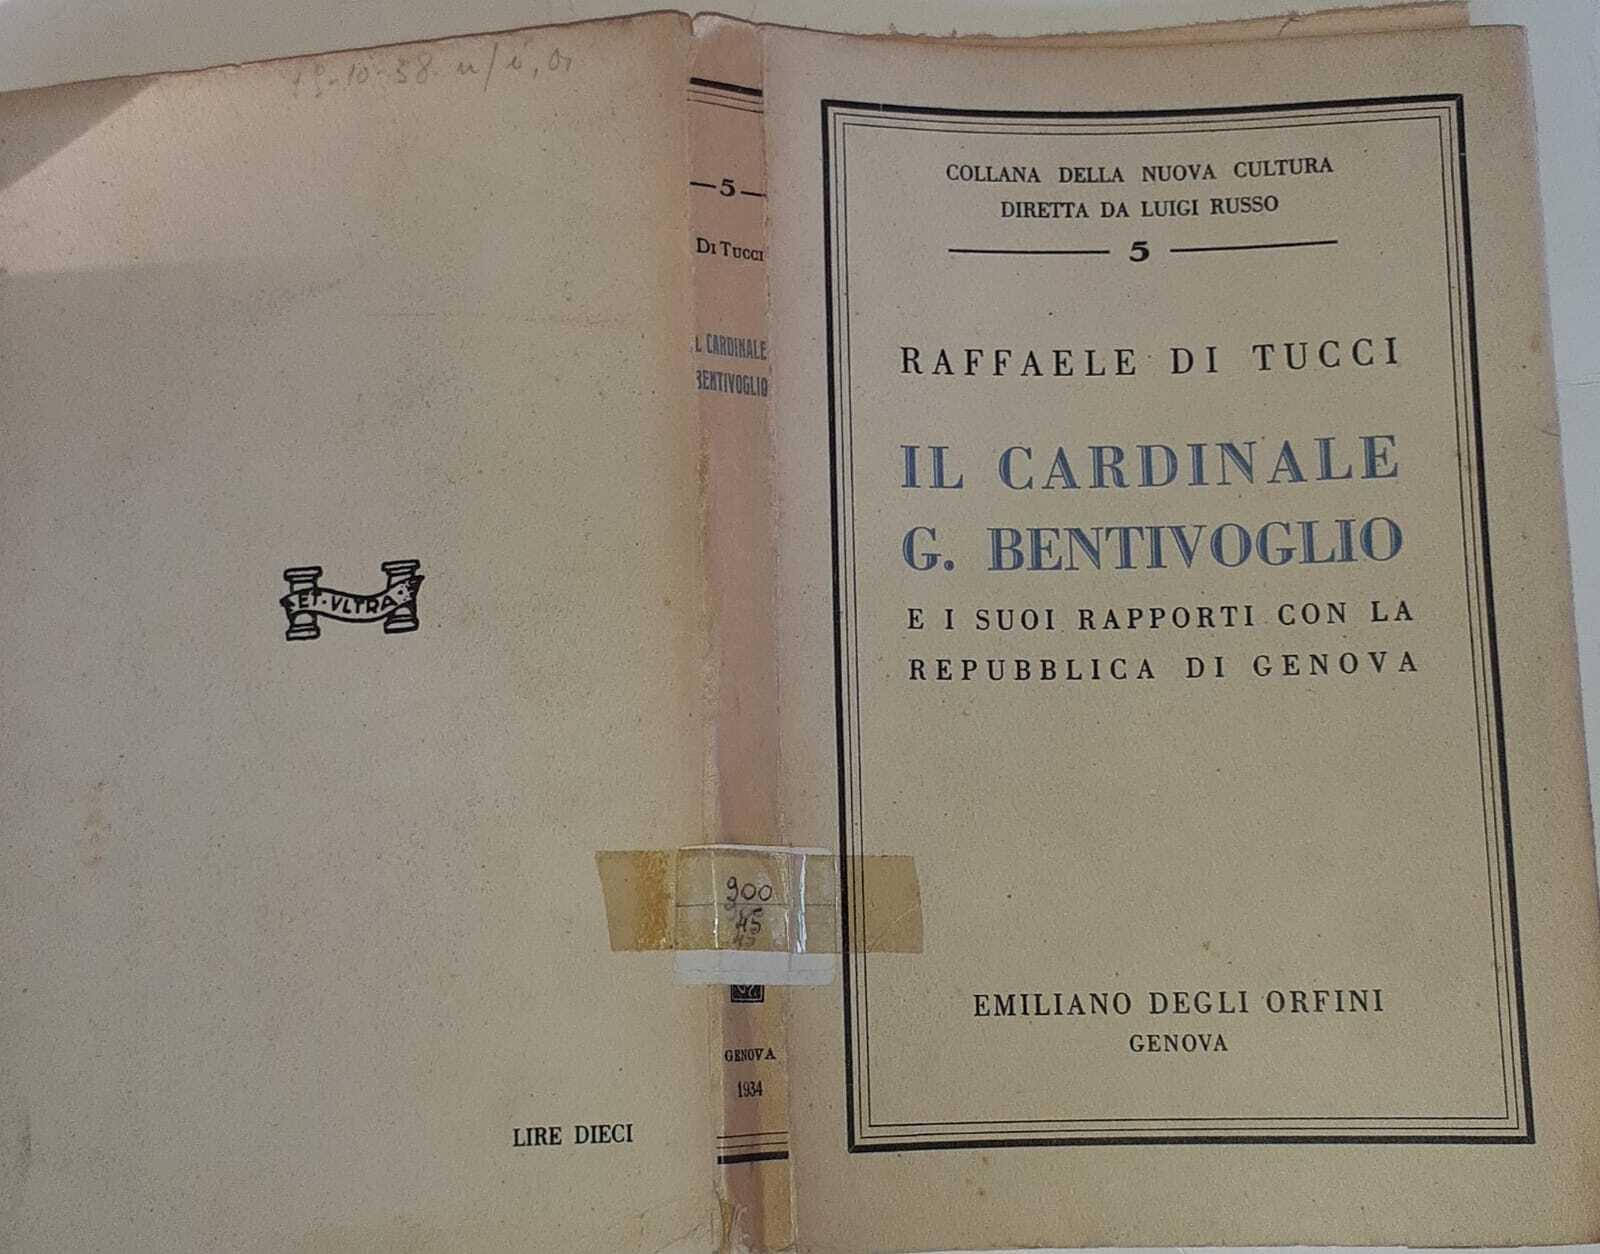 COLLANA DELLA NUOVA CULTURA
DIRETTA DA LUIGI RUSSO
5
RAFFAELE DI TUCCI
IL CARDINALE
G. BENTIVOGLIO
E I SUOI RAPPORTI CON LA
REPUBBLICA DI GENOVA
EMILIANO DEGLI ORFINI
GENOVA
—5—
DI TUCCI
IL CARDINALE
BENTIVOGLIO
900
45
45
GENOVA
1934
ET·VLTRA
LIRE DIECI